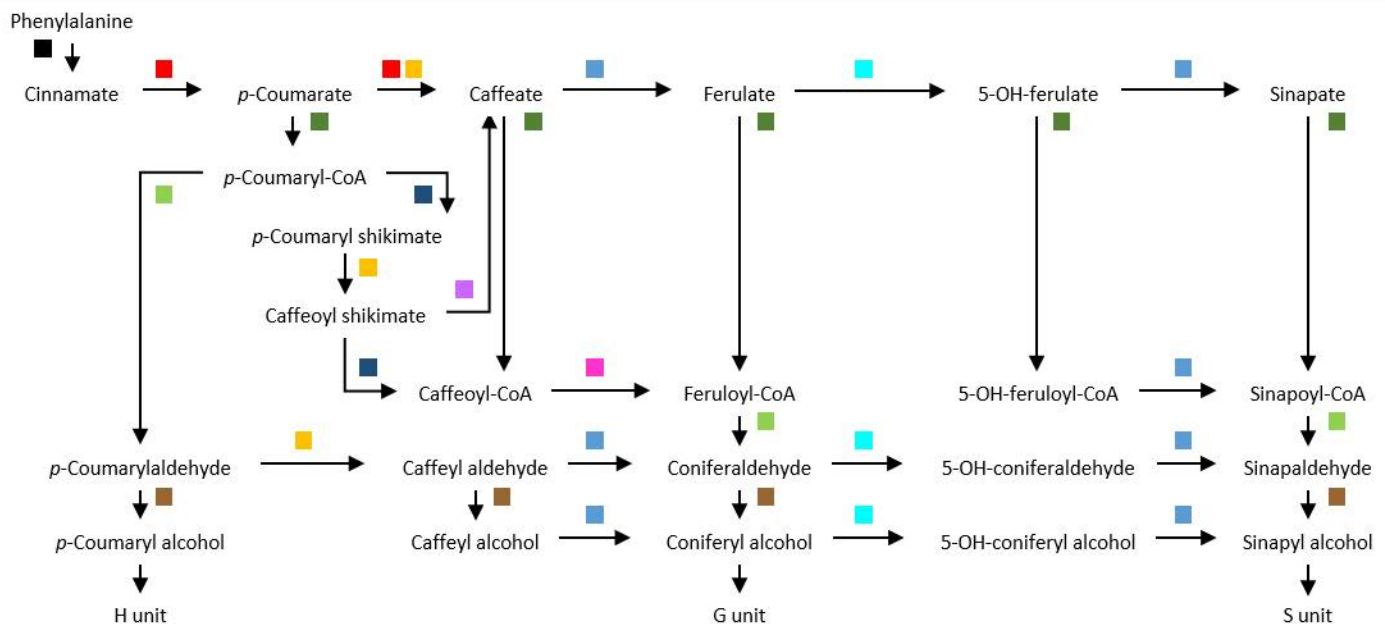 Phenylalanine
Cinnamate
p-Coumarate
Caffeate
Ferulate
5-OH-ferulate
Sinapate
p-Coumaryl-CoA
p-Coumaryl shikimate
Caffeoyl shikimate
Caffeoyl-CoA
Feruloyl-CoA
5-OH-feruloyl-CoA
Sinapoyl-CoA
p-Coumarylaldehyde
Caffeyl aldehyde
Coniferaldehyde
5-OH-coniferaldehyde
Sinapaldehyde
p-Coumaryl alcohol
Caffeyl alcohol
Coniferyl alcohol
5-OH-coniferyl alcohol
Sinapyl alcohol
H unit
G unit
S unit